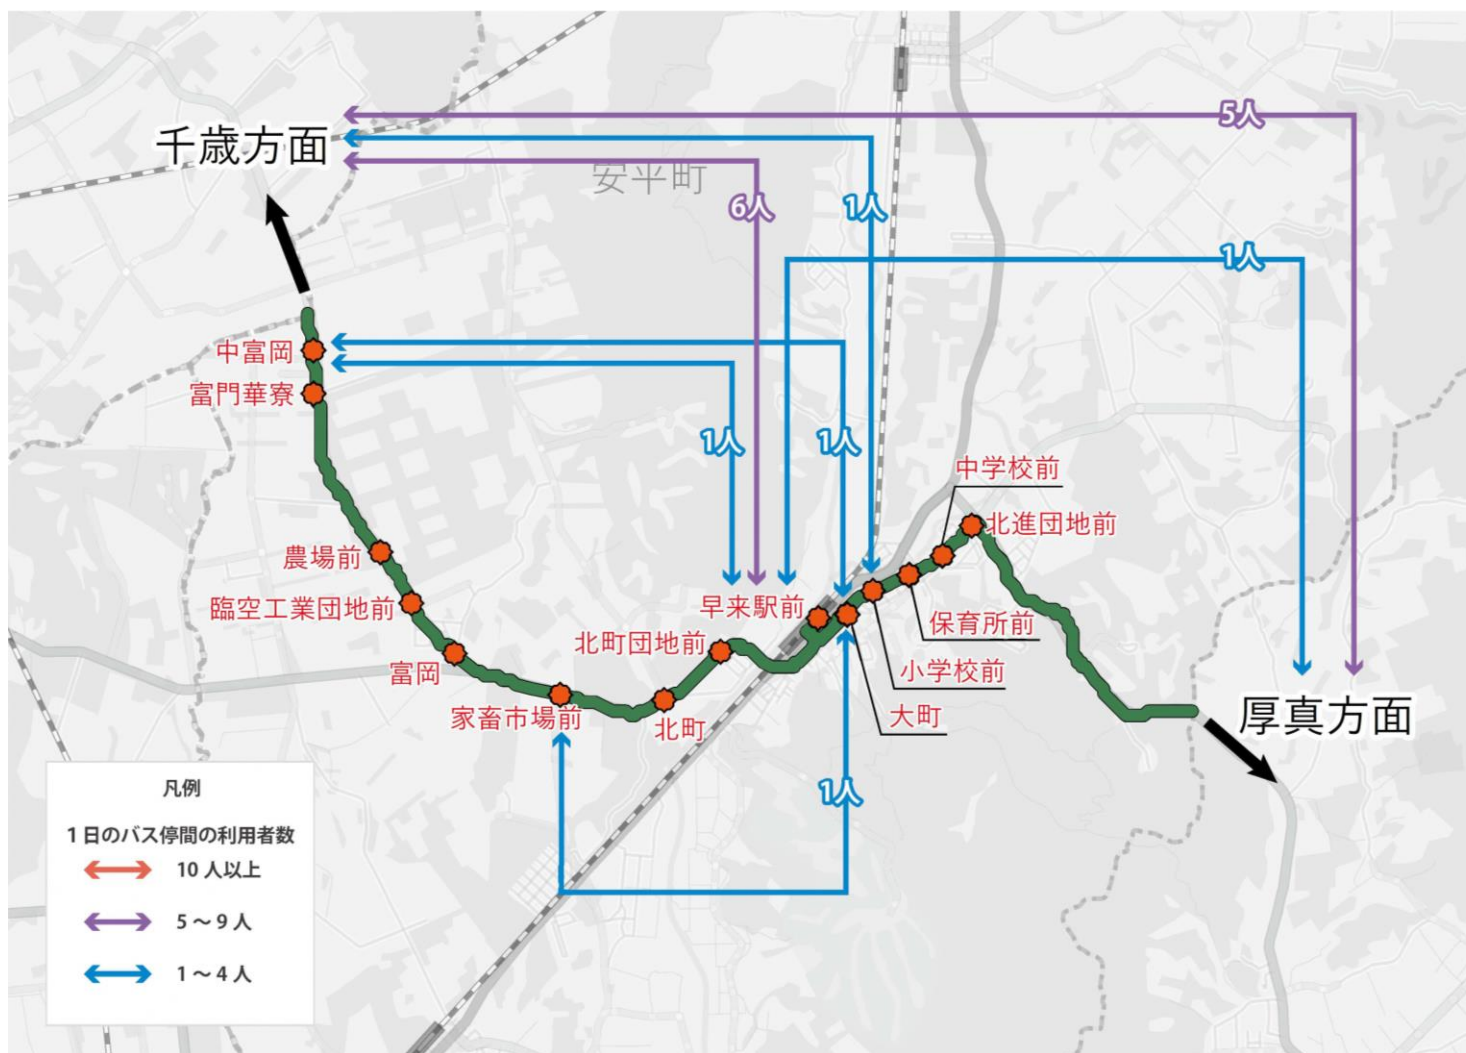 5人
千歳方面
安平町
6人
1人
1人
中富岡
富門華寮
1人
1人
中学校前
北進団地前
農場前
臨空工業団地前
早来駅前
保育所前
北町団地前
富岡
小学校前
家畜市場前
北町
大町
厚真方面
1人
凡例
1日のバス停間の利用者数
10人以上
5～9人
1～4人